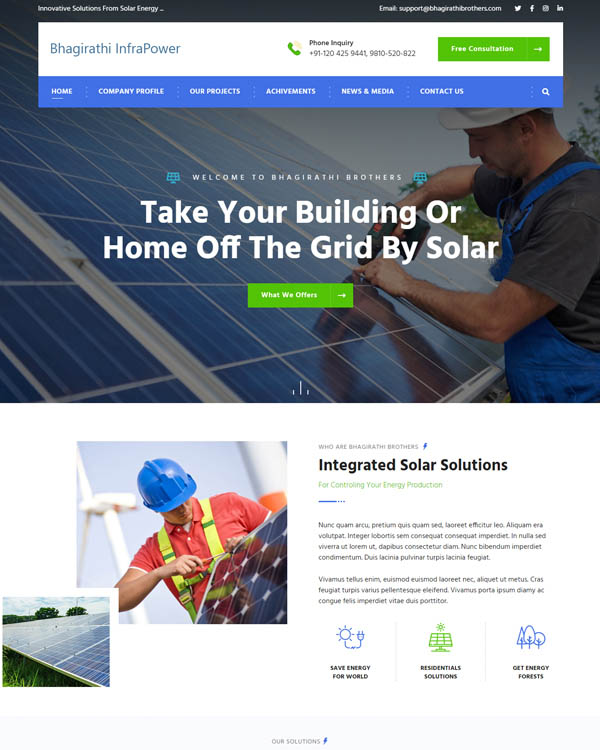 Innovative Solutions From Solar Energy ...
Email: support@bhagirathibrothers.com
Bhagirathi InfraPower
Phone Inquiry
+91-120 425 9441, 9810-520-822
Free Consultation
HOME
COMPANY PROFILE
OUR PROJECTS
ACHIVEMENTS
NEWS & MEDIA
CONTACT US
WELCOME TO BHAGIRATHI BROTHERS
Take Your Building Or
Home Off The Grid By Solar
What We Offers
WHO ARE BHAGIRATHI BROTHERS
Integrated Solar Solutions
For Controling Your Energy Production
Nunc quam arcu, pretium quis quam sed, laoreet efficitur leo. Aliquam era
volutpat. Integer lobortis sem consequat consequat imperdiet. In nulla sed
viverra ut lorem ut, dapibus consectetur diam. Nunc bibendum imperdiet
condimentum. Duis lacinia pulvinar turpis lacinia feugiat.
Vivamus tellus enim, euismod euismod laoreet nec, aliquet ut metus. Cras
feugiat turpis varius pellentesque eleifend. Vivamus porta ipsum diamy ac
congue felis imperdiet vitae duis porttitor.
SAVE ENERGY
FOR WORLD
RESIDENTIALS
SOLUTIONS
GET ENERGY
FORESTS
OUR SOLUTIONS